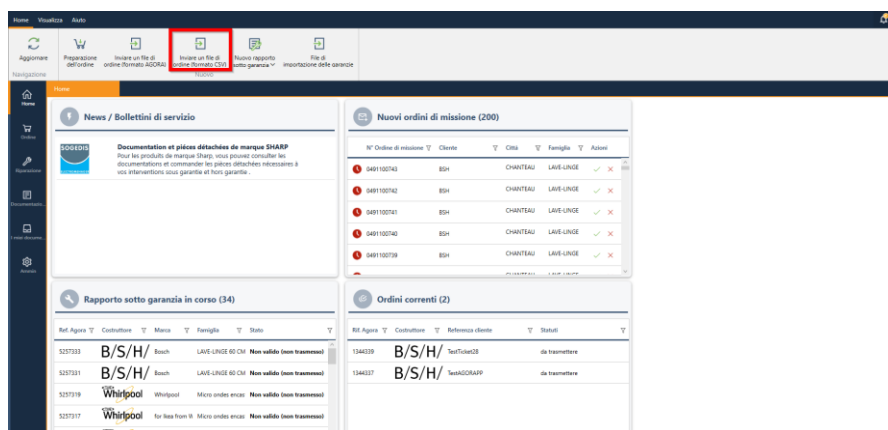 Home Visualizza Aiuto
Aggiornare
Preparazione
dell'ordine
Inviare un file di
ordine (formato AGORA)
Inviare un file di
ordine (formato CSV)
Nuovo rapporto
sotto garanzia
File di
importazione delle garanzie
Navigazione
Nuovo
Home
Home
Ordine
Riparazione
Documentazio...
I miei docume...
News / Bollettini di servizio
SOGEDIS
Documentation et pièces détachées de marque SHARP
Pour les produits de marque Sharp, vous pouvez consulter les
documentations et commander les pièces détachées nécessaires à
vos interventions sous garantie et hors garantie .
Nuovi ordini di missione (200)
N° Ordine di missione Cliente Città Famiglia Azioni
0491100743 BSH CHANTEAU LAVE-LINGE
0491100742 BSH CHANTEAU LAVE-LINGE
0491100741 BSH CHANTEAU LAVE-LINGE
0491100740 BSH CHANTEAU LAVE-LINGE
0491100739 BSH CHANTEAU LAVE-LINGE
Rapporto sotto garanzia in corso (34)
Ref. Agora Costruttore Marca Famiglia Stato
5257333 B/S/H/ Bosch LAVE-LINGE 60 CM Non valido (non trasmesso)
5257331 B/S/H/ Bosch LAVE-LINGE 60 CM Non valido (non trasmesso)
5257319 Whirlpool Whirlpool Micro ondes encas Non valido (non trasmesso)
5257317 Whirlpool for Ikea from W Micro ondes encas Non valido (non trasmesso)
Ordini correnti (2)
Rif. Agora Costruttore Referenza cliente Statuti
1344339 B/S/H/ TestTicket28 da trasmettere
1344337 B/S/H/ TestAGORAPP da trasmettere